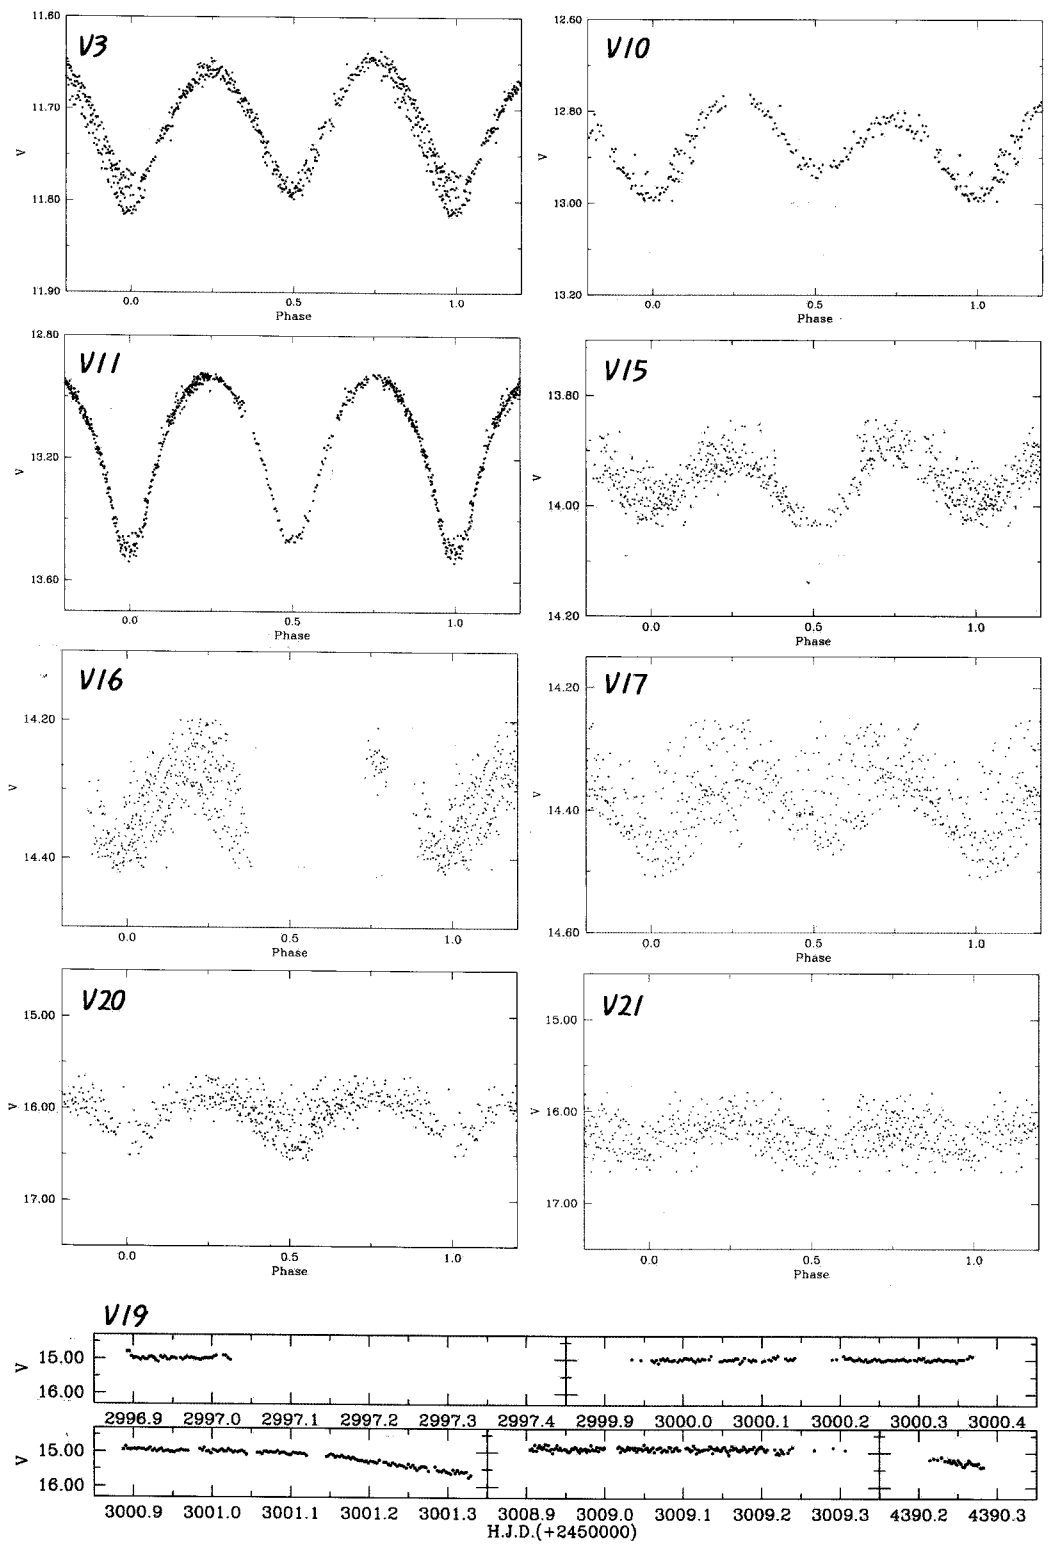 V3
11.60
11.70
11.80
11.90
V
0.0 0.5 1.0
Phase
V10
12.60
12.80
13.00
13.20
V
0.0 0.5 1.0
Phase
V11
12.80
13.20
13.60
V
0.0 0.5 1.0
Phase
V15
13.80
14.00
14.20
V
0.0 0.5 1.0
Phase
V16
14.20
14.40
V
0.0 0.5 1.0
Phase
V17
14.20
14.40
14.60
V
0.0 0.5 1.0
Phase
V20
15.00
16.00
17.00
V
0.0 0.5 1.0
Phase
V21
15.00
16.00
17.00
V
0.0 0.5 1.0
Phase
V19
V
15.00
16.00
2996.9 2997.0 2997.1 2997.2 2997.3 2997.4 2999.9 3000.0 3000.1 3000.2 3000.3 3000.4
V
15.00
16.00
3000.9 3001.0 3001.1 3001.2 3001.3 3008.9 3009.0 3009.1 3009.2 4390.2 4390.3
H.J.D.(+2450000)